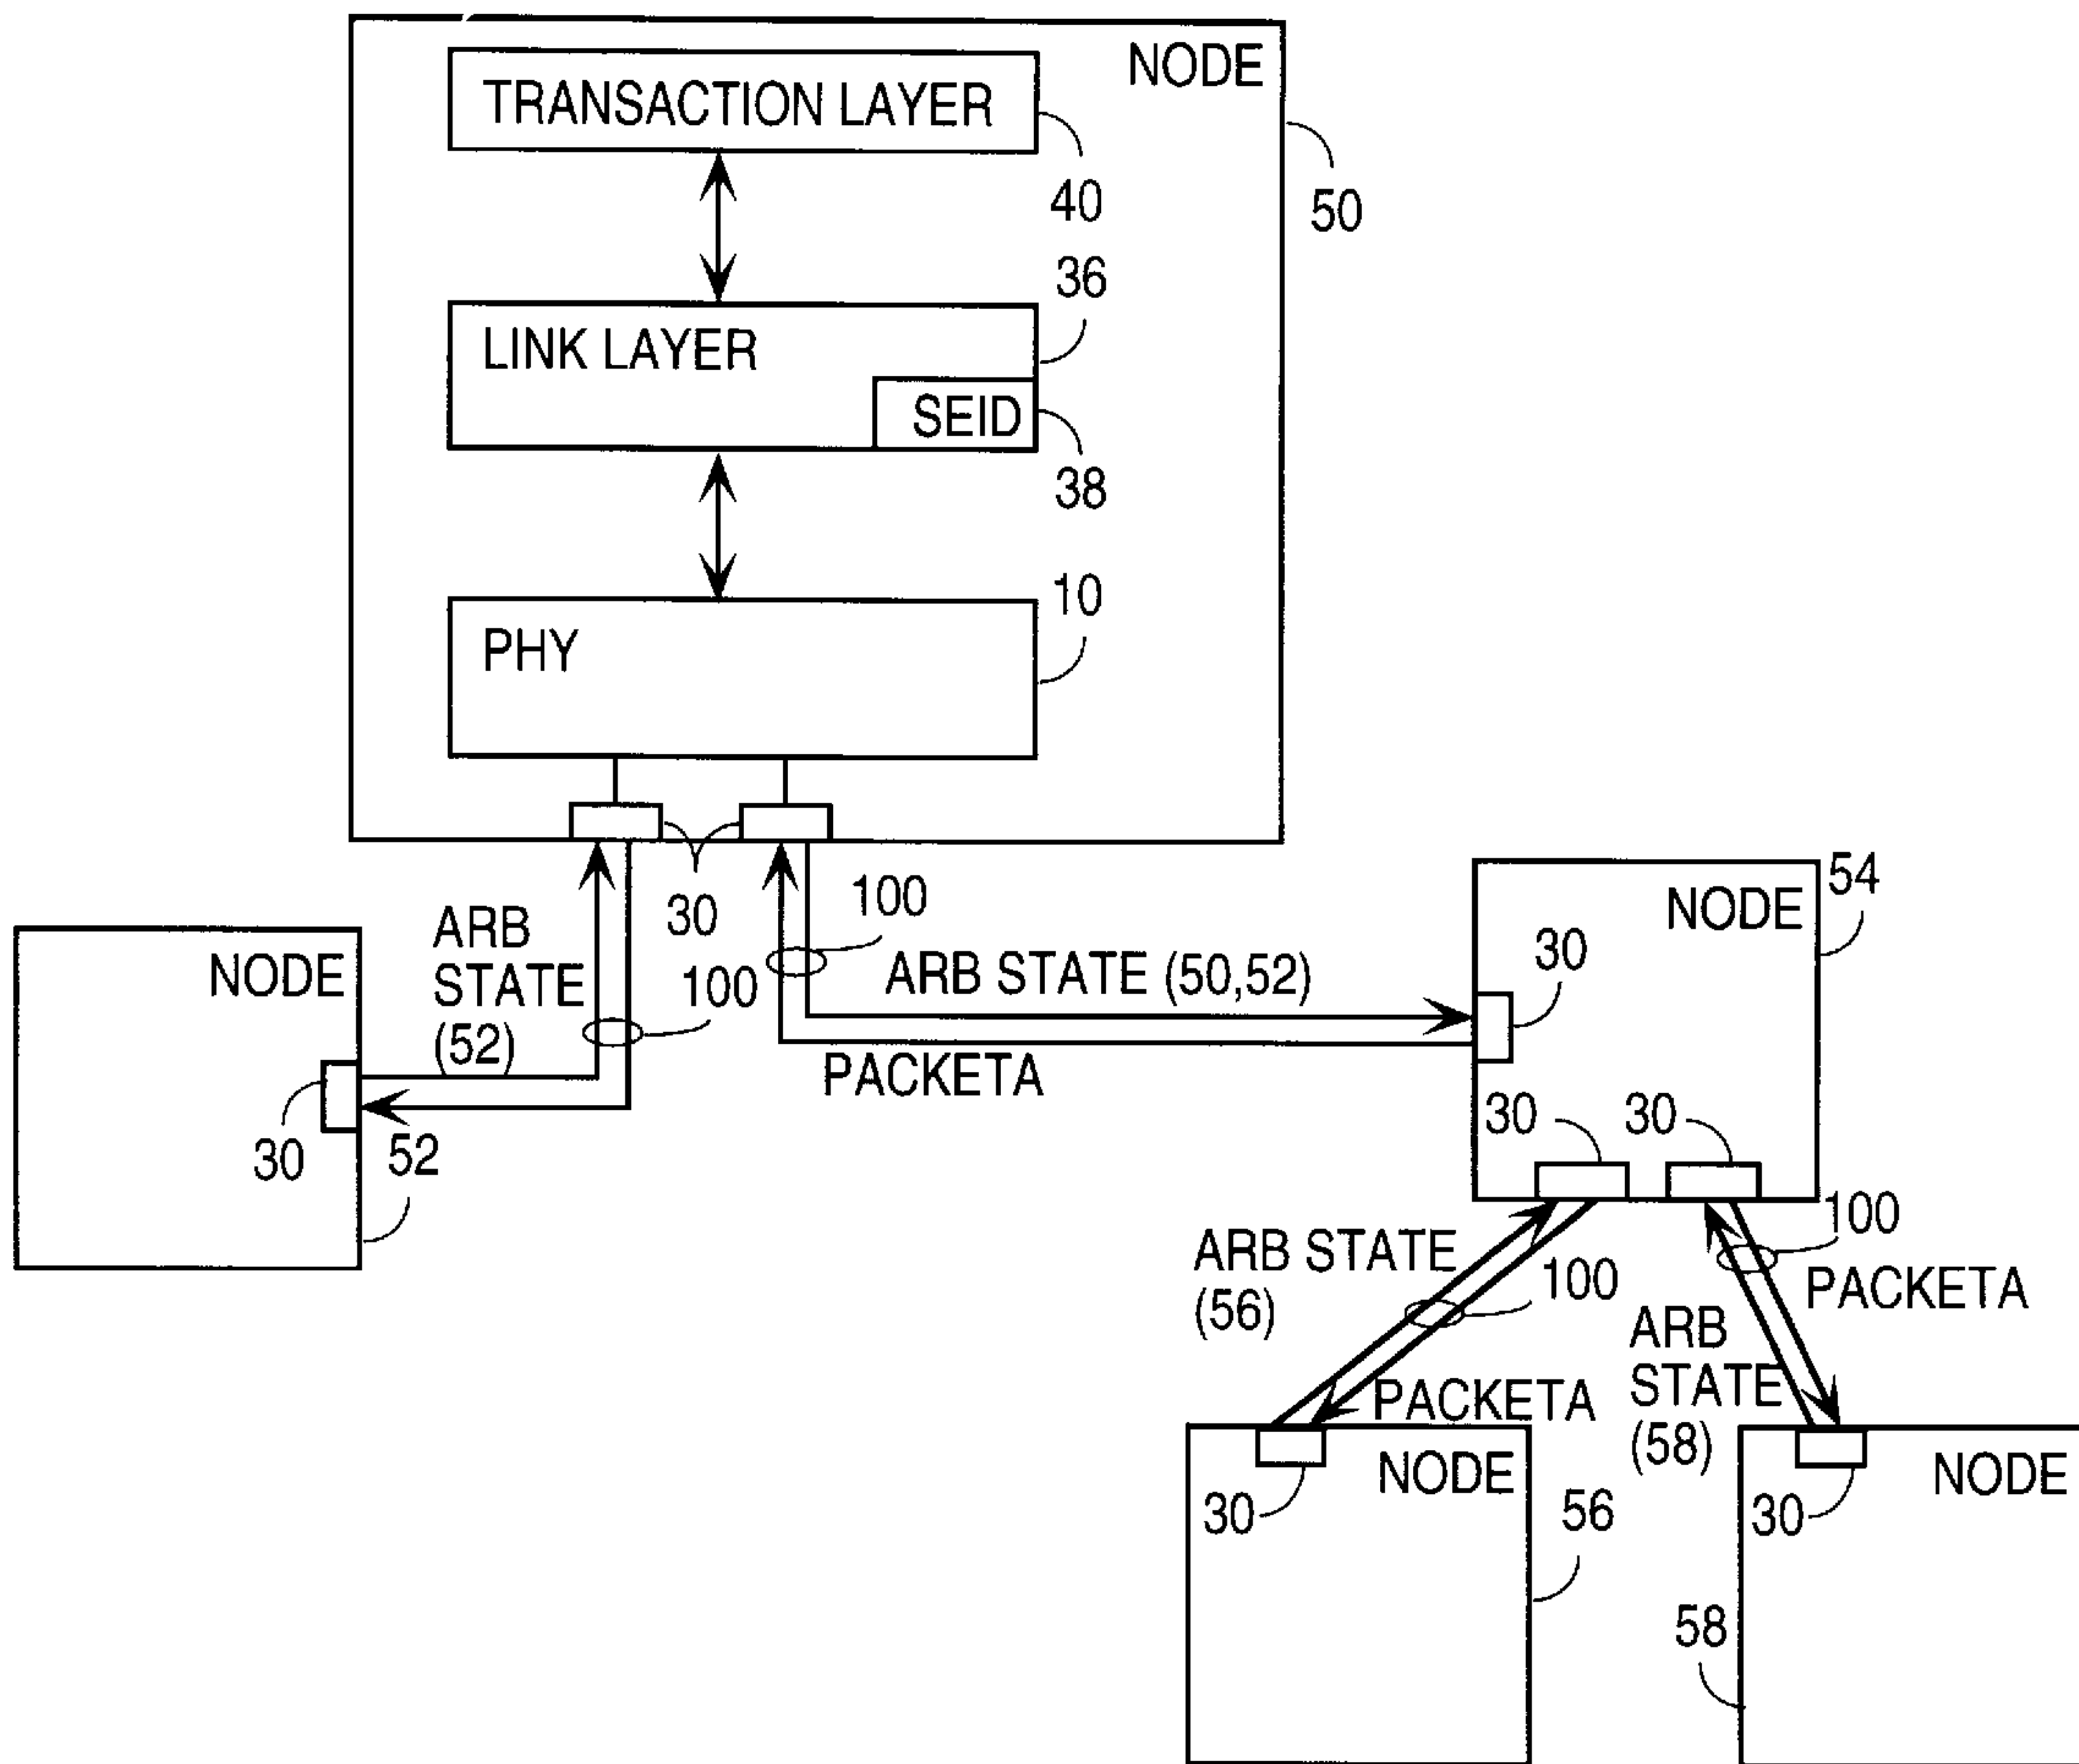 NODE
TRANSACTION LAYER
40
50
36
LINK LAYER
SEID
38
10
PHY
30
100
ARB
STATE
(52)
100
ARB STATE (50,52)
PACKETA
NODE
30
52
54
NODE
30
30
30
100
ARB STATE
(56)
100
PACKETA
PACKETA
ARB
STATE
(58)
NODE
30
56
NODE
30
58